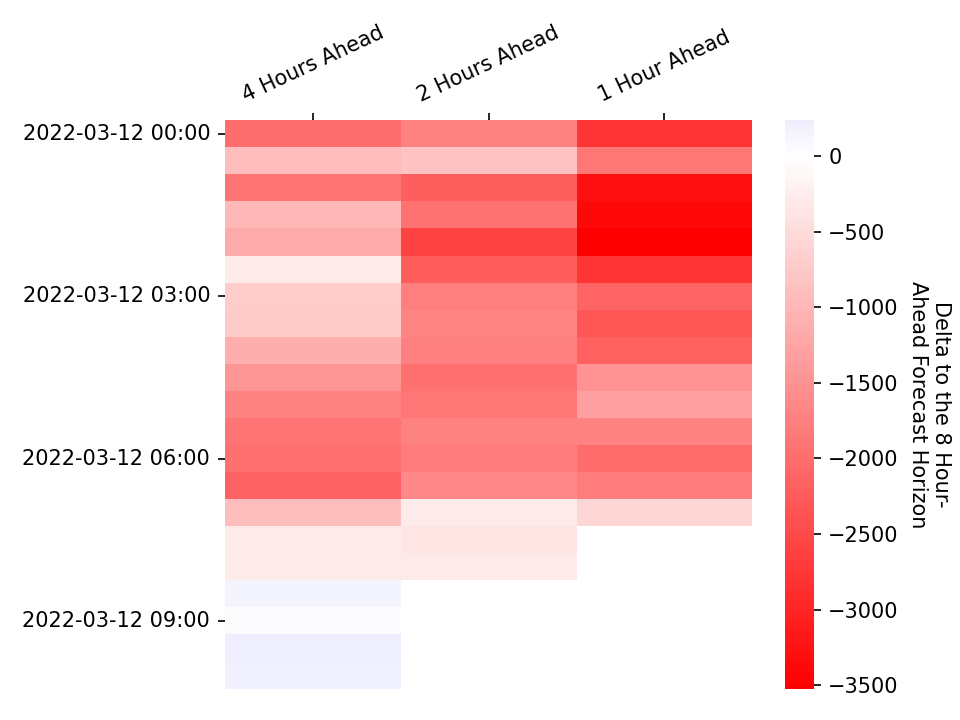 4 Hours Ahead
2 Hours Ahead
1 Hour Ahead
2022-03-12 00:00
2022-03-12 03:00
2022-03-12 06:00
2022-03-12 09:00
0
−500
−1000
−1500
−2000
−2500
−3000
−3500
Delta to the 8 Hour-
Ahead Forecast Horizon